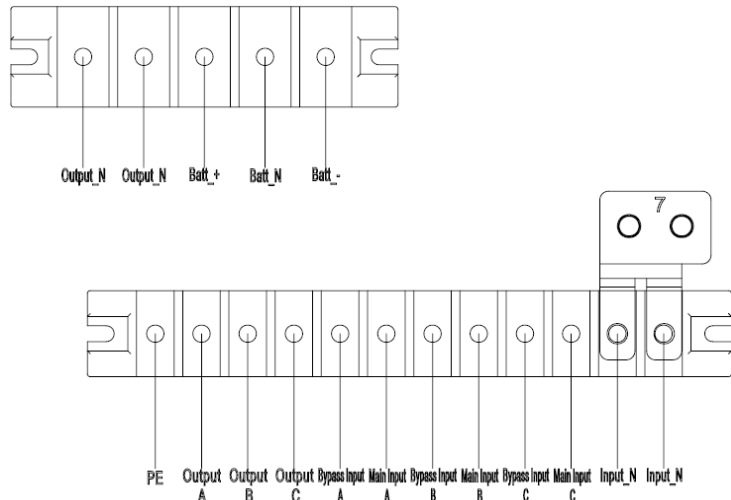 Output_N Output_N Batt_+ Batt_N Batt_-
7
PE Output Output Output Bypass Input Main Input Bypass Input Main Input Bypass Input Main Input Input_N Input_N
A B C A A B B C C